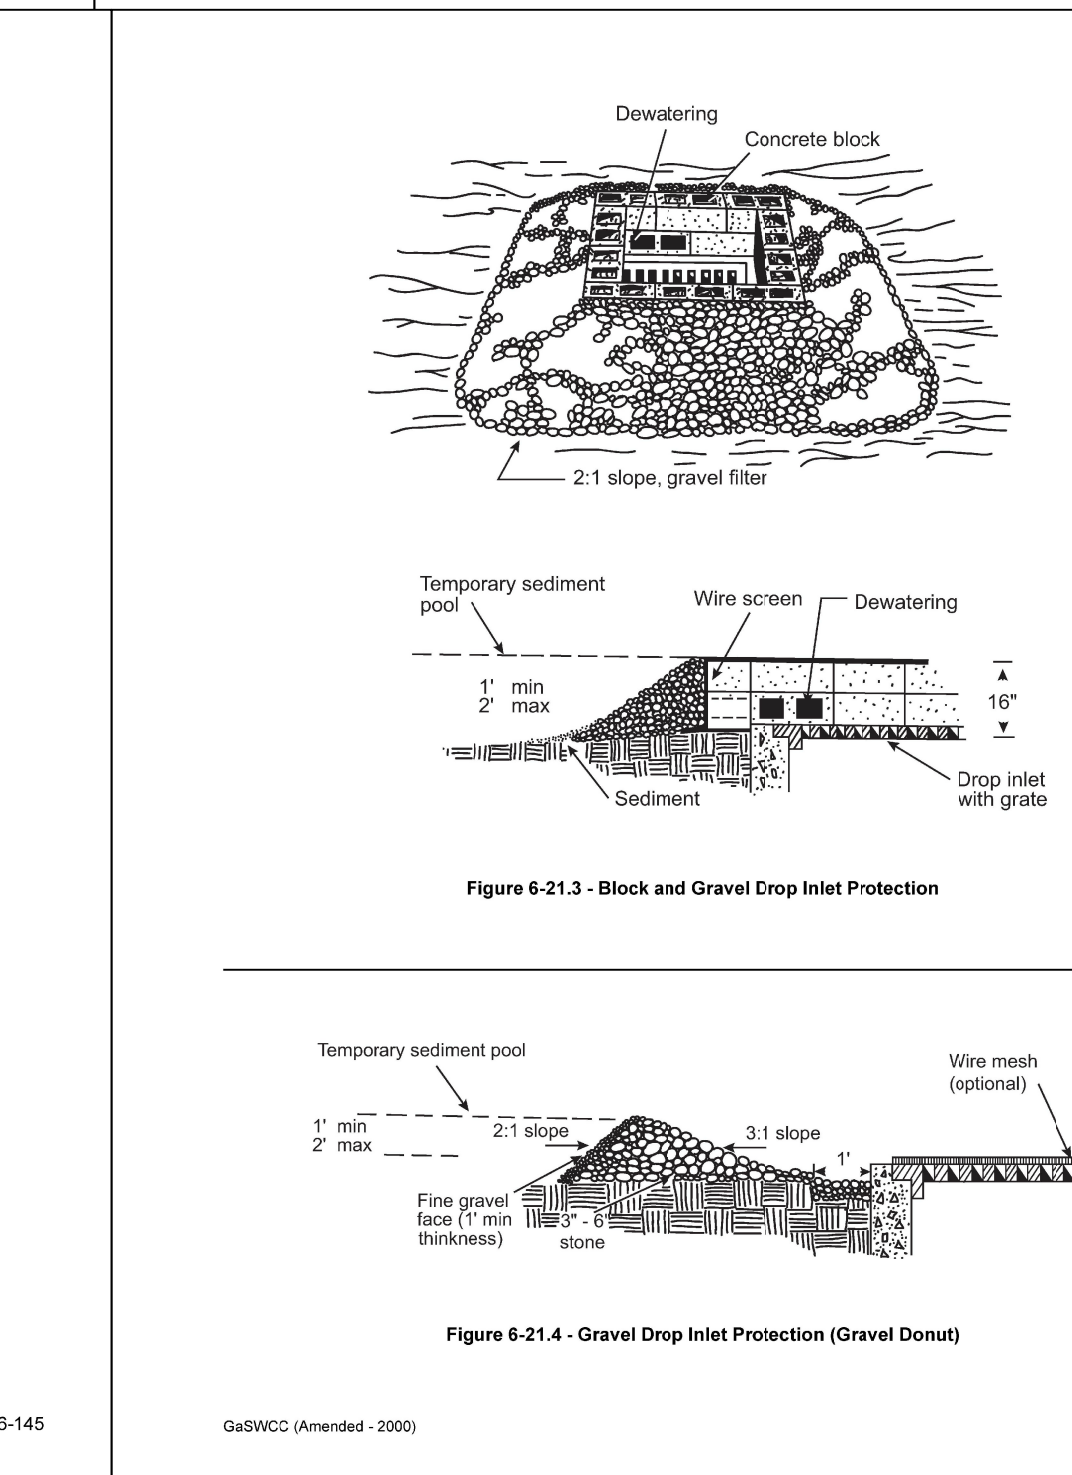 Dewatering
Concrete block
2:1 slope, gravel filter
Temporary sediment
pool
Wire screen
Dewatering
1' min
2' max
16"
Sediment
Drop inlet
with grate
Figure 6-21.3 - Block and Gravel Drop Inlet Protection
Temporary sediment pool
Wire mesh
(optional)
1' min
2' max
2:1 slope
3:1 slope
1'
Fine gravel
face (1' min
thinkness)
3" - 6"
stone
Figure 6-21.4 - Gravel Drop Inlet Protection (Gravel Donut)
6-145
GaSWCC (Amended - 2000)